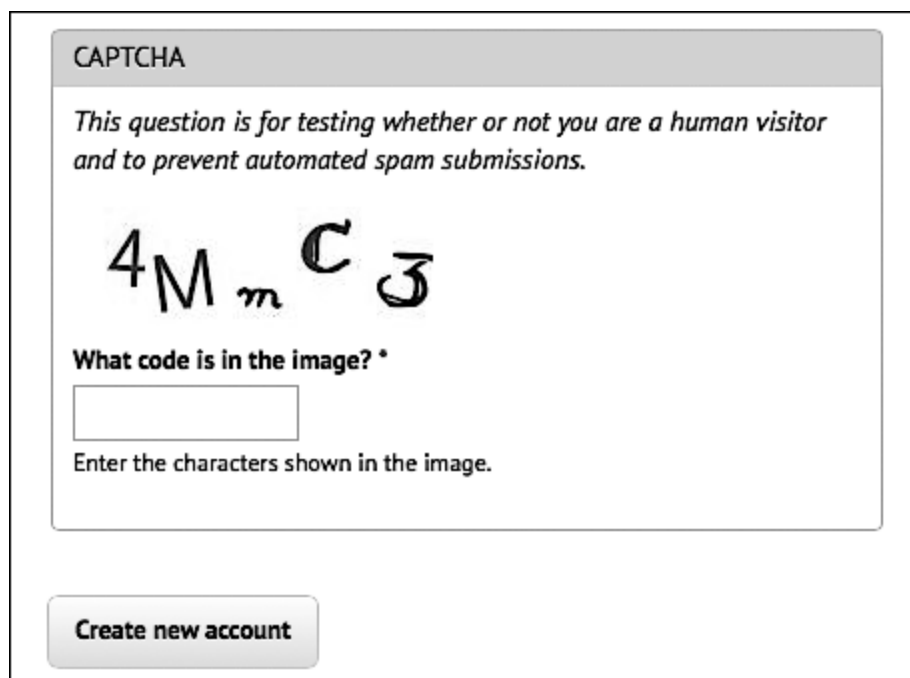 CAPTCHA
This question is for testing whether or not you are a human visitor
and to prevent automated spam submissions.
4MmC3
What code is in the image? *
Enter the characters shown in the image.
Create new account